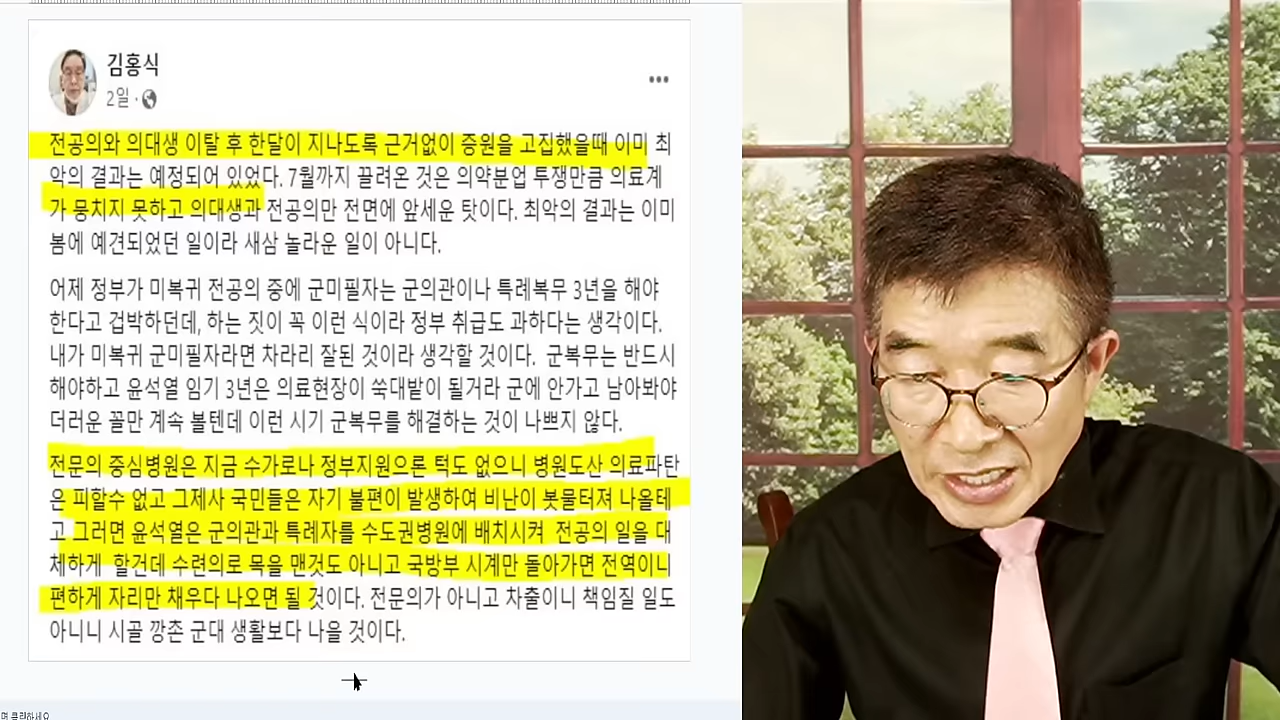 김홍식
2일 ·
전공의와 의대생 이탈 후 한달이 지나도록 근거없이 증원을 고집했을때 이미 최
악의 결과는 예정되어 있었다. 7월까지 끌려온 것은 의약분업 투쟁만큼 의료계
가 뭉치지 못하고 의대생과 전공의만 전면에 앞세운 탓이다. 최악의 결과는 이미
봄에 예견되었던 일이라 새삼 놀라운 일이 아니다.
어제 정부가 미복귀 전공의 중에 군미필자는 군의관이나 특례복무 3년을 해야
한다고 겁박하던데, 하는 짓이 꼭 이런 식이라 정부 취급도 과하다는 생각이다.
내가 미복귀 군미필자라면 차라리 잘된 것이라 생각할 것이다. 군복무는 반드시
해야하고 윤석열 임기 3년은 의료현장이 쑥대밭이 될거라 군에 안가고 남아봐야
더러운 꼴만 계속 볼텐데 이런 시기 군복무를 해결하는 것이 나쁘지 않다.
전문의 중심병원은 지금 수가로나 정부지원으론 턱도 없으니 병원도산 의료파탄
은 피할수 없고 그제사 국민들은 자기 불편이 발생하여 비난이 봇물터져 나올테
고 그러면 윤석열은 군의관과 특례자를 수도권병원에 배치시켜 전공의 일을 대
체하게 할건데 수련의로 목을 맨것도 아니고 국방부 시계만 돌아가면 전역이니
편하게 자리만 채우다 나오면 될 것이다. 전문의가 아니고 차출이니 책임질 일도
아니니 시골 깡촌 군대 생활보다 나을 것이다.